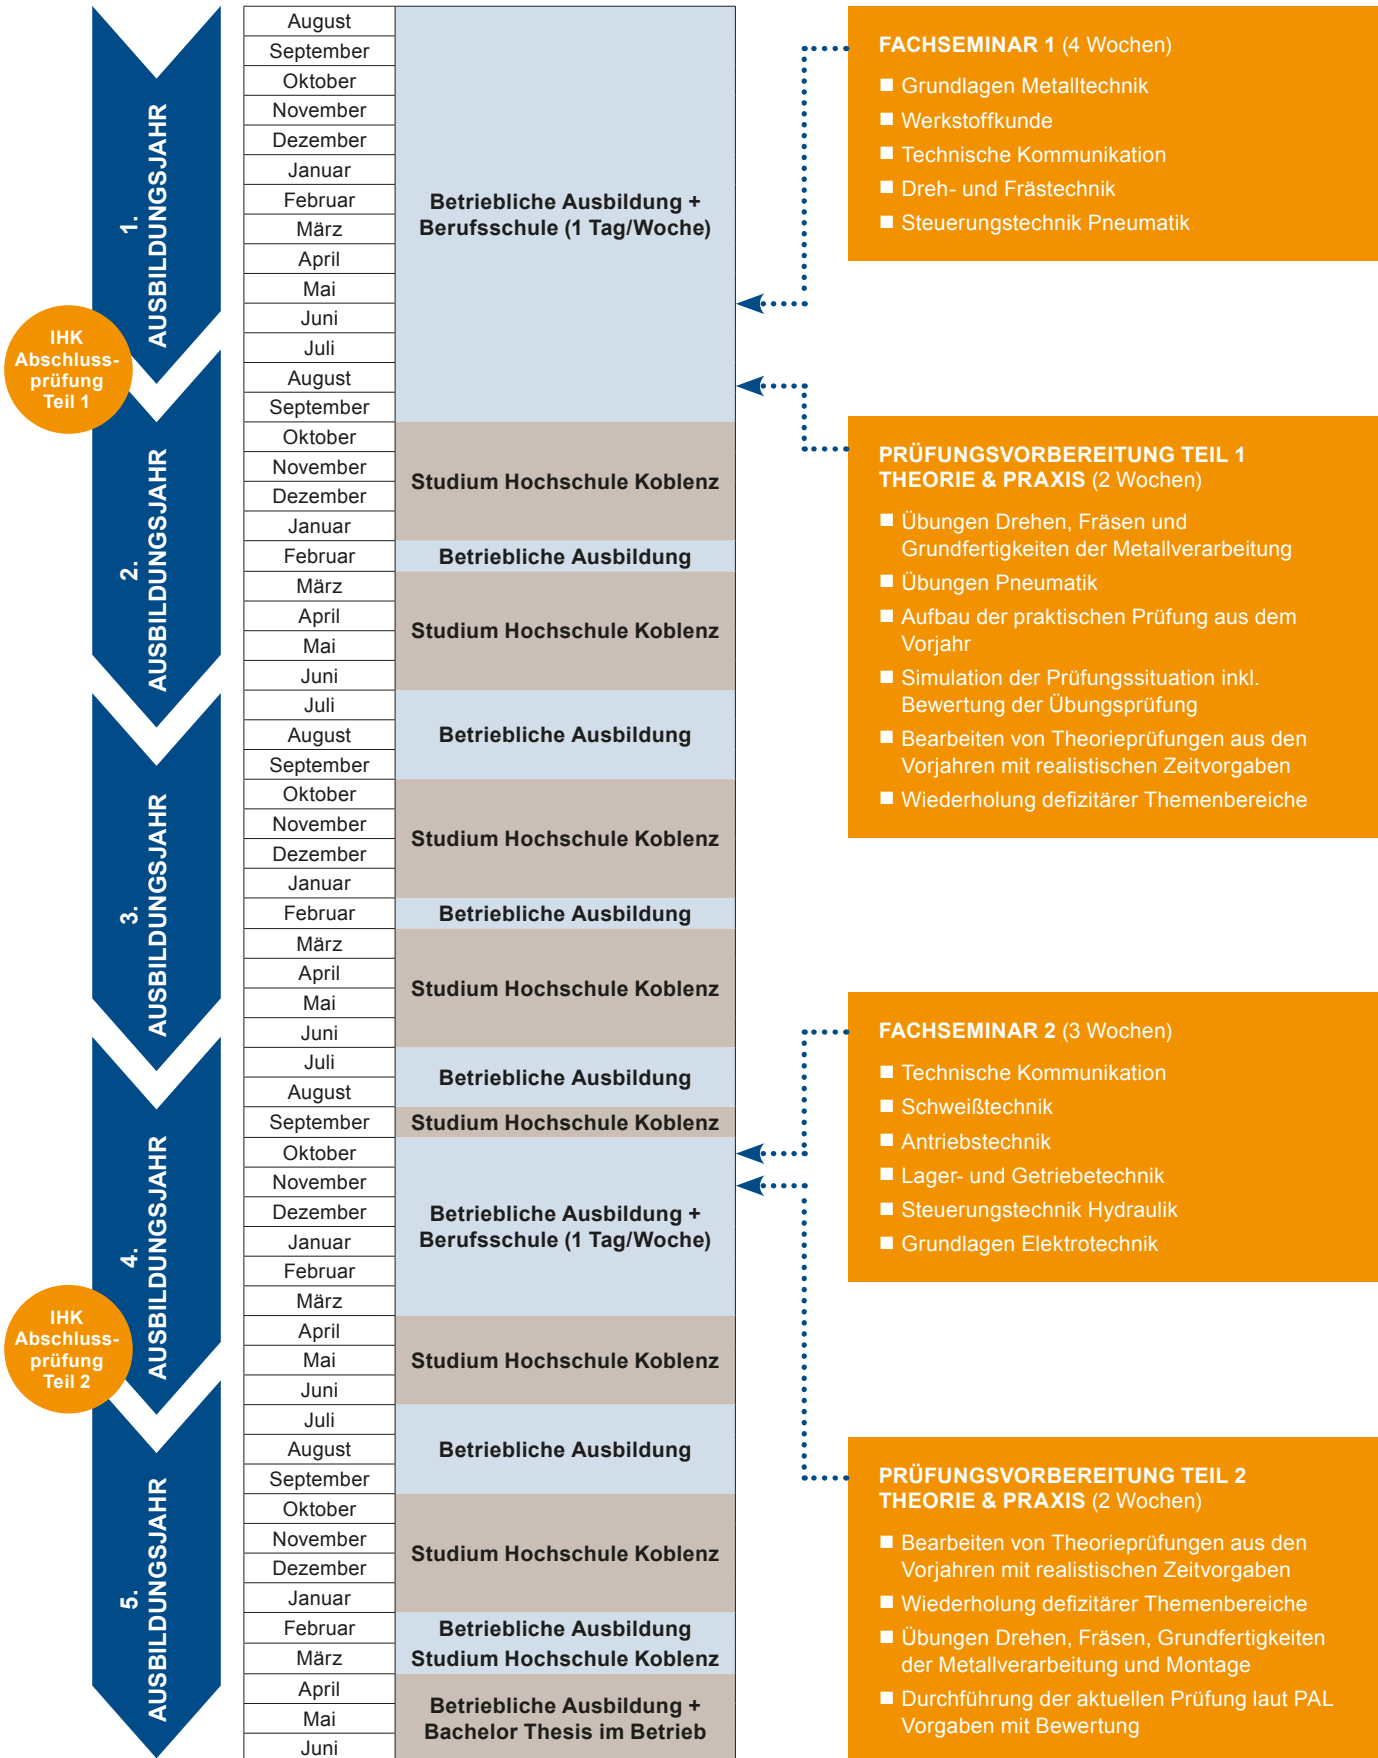 1.
AUSBILDUNGSJAHR
IHK
Abschluss-
prüfung
Teil 1
2.
AUSBILDUNGSJAHR
3.
AUSBILDUNGSJAHR
4.
AUSBILDUNGSJAHR
IHK
Abschluss-
prüfung
Teil 2
5.
AUSBILDUNGSJAHR
August
September
Oktober
November
Dezember
Januar
Februar
März
April
Mai
Juni
Juli
August
September
Betriebliche Ausbildung +
Berufsschule (1 Tag/Woche)
Oktober
November
Dezember
Januar
Studium Hochschule Koblenz
Februar
Betriebliche Ausbildung
März
April
Mai
Juni
Studium Hochschule Koblenz
Juli
August
September
Betriebliche Ausbildung
Oktober
November
Dezember
Januar
Studium Hochschule Koblenz
Februar
Betriebliche Ausbildung
März
April
Mai
Juni
Studium Hochschule Koblenz
Juli
August
Betriebliche Ausbildung
September
Studium Hochschule Koblenz
Oktober
November
Dezember
Januar
Februar
März
Betriebliche Ausbildung +
Berufsschule (1 Tag/Woche)
April
Mai
Juni
Studium Hochschule Koblenz
Juli
August
September
Betriebliche Ausbildung
Oktober
November
Dezember
Januar
Studium Hochschule Koblenz
Februar
Betriebliche Ausbildung
März
Studium Hochschule Koblenz
April
Mai
Juni
Betriebliche Ausbildung +
Bachelor Thesis im Betrieb
FACHSEMINAR 1 (4 Wochen)
Grundlagen Metalltechnik
Werkstoffkunde
Technische Kommunikation
Dreh- und Frästechnik
Steuerungstechnik Pneumatik
PRÜFUNGSVORBEREITUNG TEIL 1
THEORIE & PRAXIS (2 Wochen)
Übungen Drehen, Fräsen und
Grundfertigkeiten der Metallverarbeitung
Übungen Pneumatik
Aufbau der praktischen Prüfung aus dem
Vorjahr
Simulation der Prüfungssituation inkl.
Bewertung der Übungsprüfung
Bearbeiten von Theorieprüfungen aus den
Vorjahren mit realistischen Zeitvorgaben
Wiederholung defizitärer Themenbereiche
FACHSEMINAR 2 (3 Wochen)
Technische Kommunikation
Schweißtechnik
Antriebstechnik
Lager- und Getriebetechnik
Steuerungstechnik Hydraulik
Grundlagen Elektrotechnik
PRÜFUNGSVORBEREITUNG TEIL 2
THEORIE & PRAXIS (2 Wochen)
Bearbeiten von Theorieprüfungen aus den
Vorjahren mit realistischen Zeitvorgaben
Wiederholung defizitärer Themenbereiche
Übungen Drehen, Fräsen, Grundfertigkeiten
der Metallverarbeitung und Montage
Durchführung der aktuellen Prüfung laut PAL
Vorgaben mit Bewertung